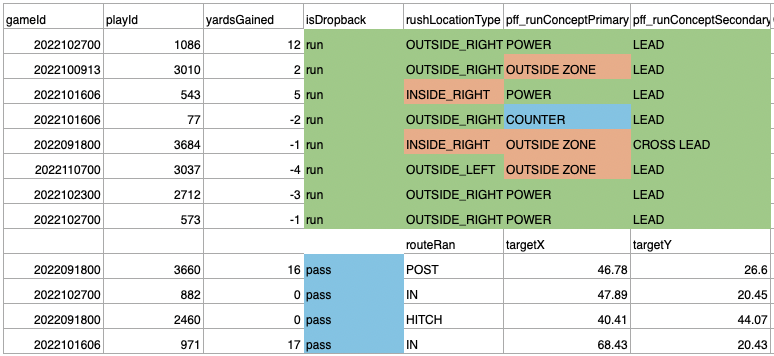 gameId playId yardsGained isDropback rushLocationType pff_runConceptPrimary pff_runConceptSecondary
2022102700 1086 12 run OUTSIDE_RIGHT POWER LEAD
2022100913 3010 2 run OUTSIDE_RIGHT OUTSIDE ZONE LEAD
2022101606 543 5 run INSIDE_RIGHT POWER LEAD
2022101606 77 -2 run OUTSIDE_RIGHT COUNTER LEAD
2022091800 3684 -1 run INSIDE_RIGHT OUTSIDE ZONE CROSS LEAD
2022110700 3037 -4 run OUTSIDE_LEFT OUTSIDE ZONE LEAD
2022102300 2712 -3 run OUTSIDE_RIGHT POWER LEAD
2022102700 573 -1 run OUTSIDE_RIGHT POWER LEAD
routeRan targetX targetY
2022091800 3660 16 pass POST 46.78 26.6
2022102700 882 0 pass IN 47.89 20.45
2022091800 2460 0 pass HITCH 40.41 44.07
2022101606 971 17 pass IN 68.43 20.43